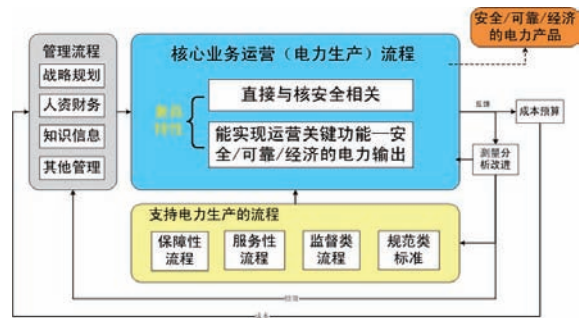 安全/可靠/经济
的电力产品
管理流程
战略规划
人资财务
知识信息
其他管理
核心业务运营(电力生产)流程
直接与核安全相关
能实现运营关键功能—安
全/可靠/经济的电力输出
成本预算
测量分
析改进
支持电力生产的流程
保障性
流程
服务性
流程
监督类
流程
规范类
标准